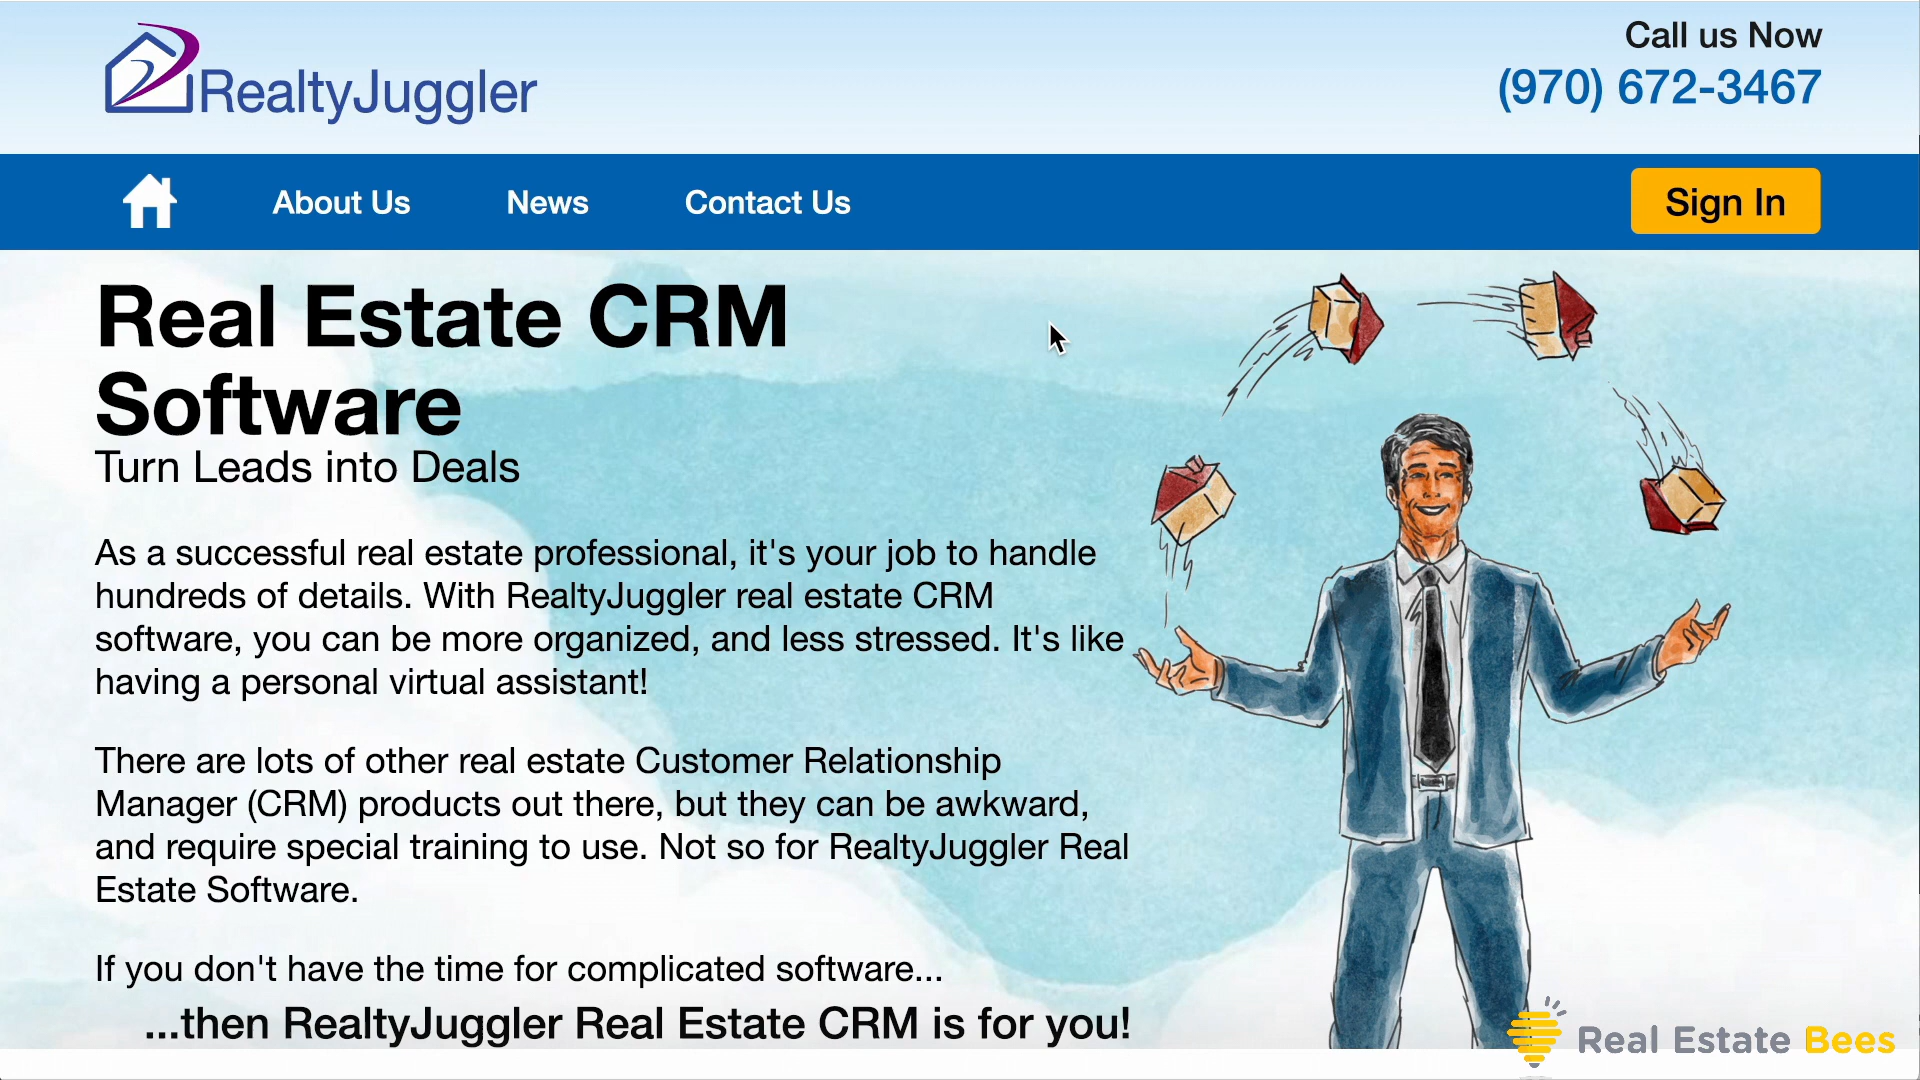 RealtyJuggler
Call us Now
(970) 672-3467
About Us
News
Contact Us
Sign In
Real Estate CRM
Software
Turn Leads into Deals
As a successful real estate professional, it's your job to handle
hundreds of details. With RealtyJuggler real estate CRM
software, you can be more organized, and less stressed. It's like
having a personal virtual assistant!
There are lots of other real estate Customer Relationship
Manager (CRM) products out there, but they can be awkward,
and require special training to use. Not so for RealtyJuggler Real
Estate Software.
If you don't have the time for complicated software...
...then RealtyJuggler Real Estate CRM is for you!
Real Estate Bees